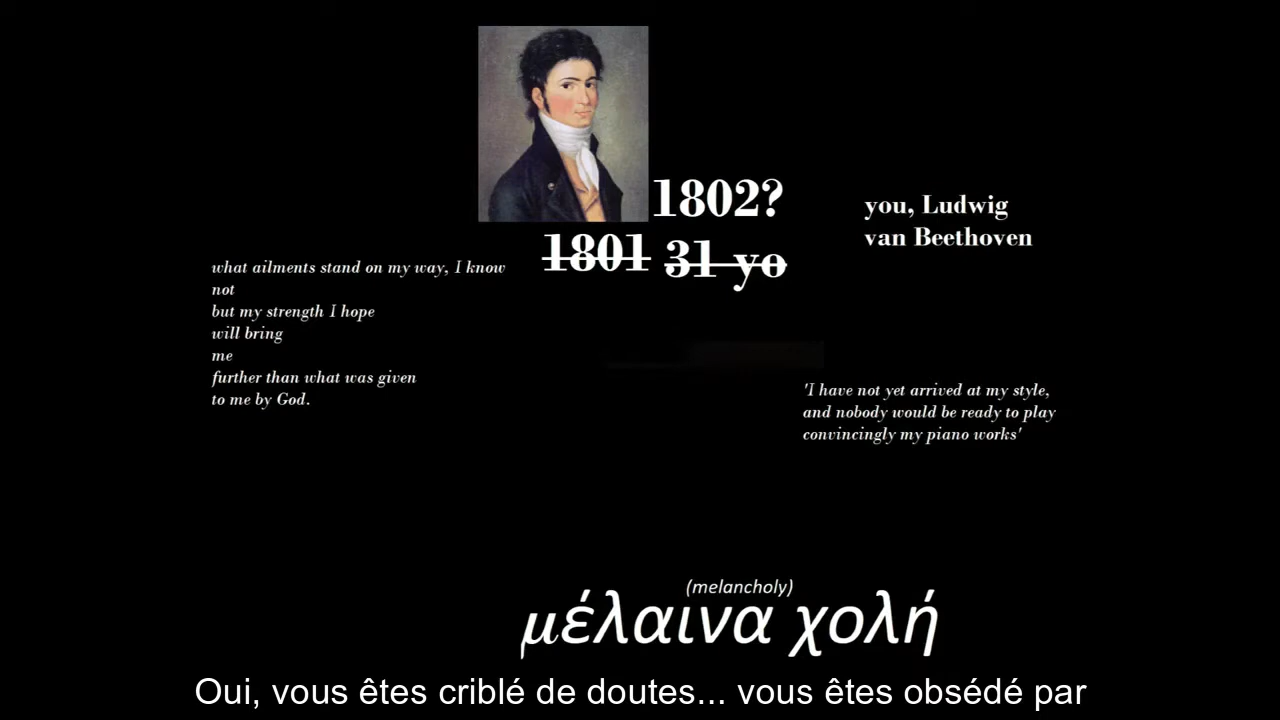 1802?
you, Ludwig
van Beethoven
1801 31 yo
what ailments stand on my way, I know
not
but my strength I hope
will bring
me
further than what was given
to me by God.
'I have not yet arrived at my style,
and nobody would be ready to play
convincingly my piano works'
(melancholy)
μέλαινα χολή
Oui, vous êtes criblé de doutes... vous êtes obsédé par